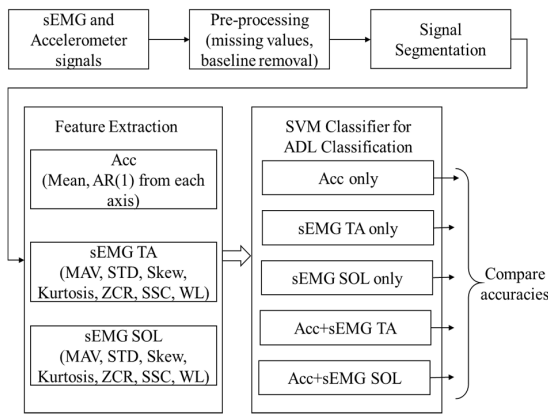 sEMG and
Accelerometer
signals
Pre-processing
(missing values,
baseline removal)
Signal
Segmentation
Feature Extraction
Acc
(Mean, AR(1) from each
axis)
sEMG TA
(MAV, STD, Skew,
Kurtosis, ZCR, SSC, WL)
sEMG SOL
(MAV, STD, Skew,
Kurtosis, ZCR, SSC, WL)
SVM Classifier for
ADL Classification
Acc only
sEMG TA only
sEMG SOL only
Acc+sEMG TA
Acc+sEMG SOL
Compare
accuracies